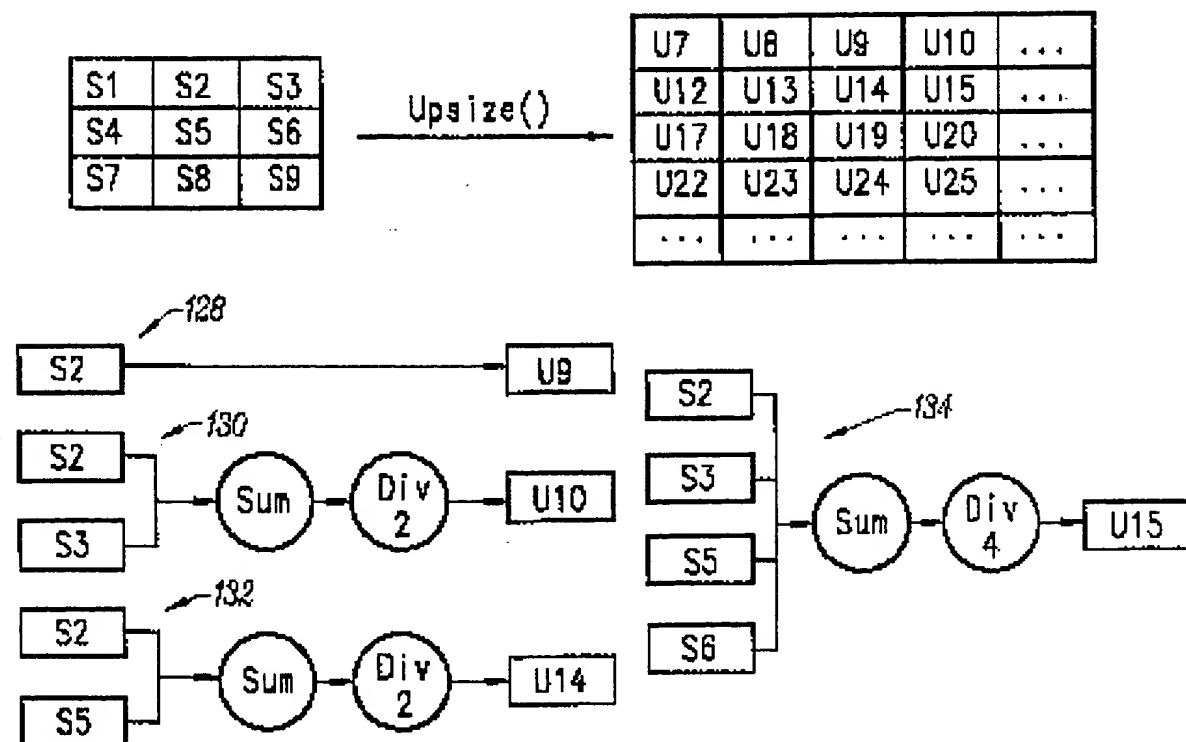 S1 S2 S3
S4 S5 S6
S7 S8 S9
Upsize()
U7 U8 U9 U10 ...
U12 U13 U14 U15 ...
U17 U18 U19 U20 ...
U22 U23 U24 U25 ...
... ... ... ... ...
128
S2 U9
130
S2
S3
Sum
Div
2
U10
132
S2
S5
Sum
Div
2
U14
134
S2
S3
S5
S6
Sum
Div
4
U15